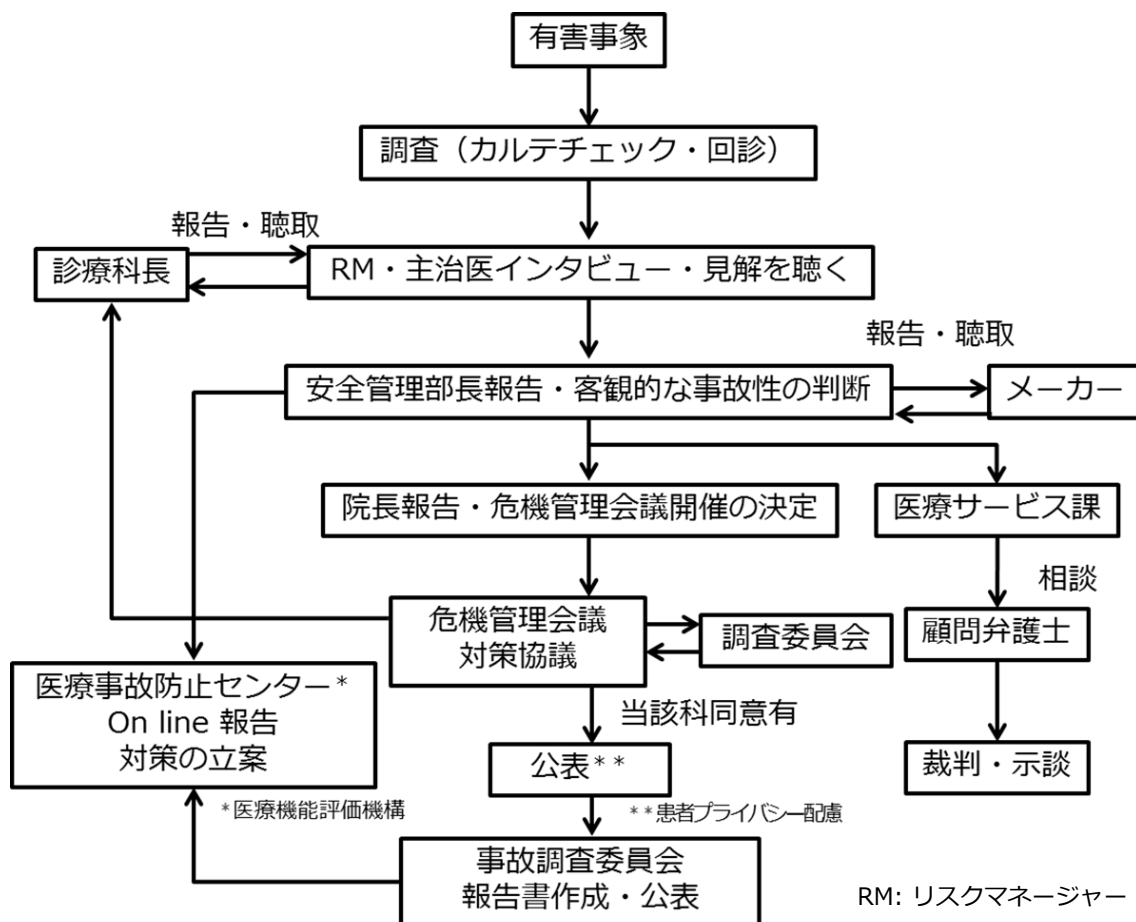 有害事象
調査（カルテチェック・回診）
報告・聴取
診療科長
RM・主治医インタビュー・見解を聴く
報告・聴取
安全管理部長報告・客観的な事故性の判断
メーカー
院長報告・危機管理会議開催の決定
医療サービス課
相談
危機管理会議
対策協議
調査委員会
顧問弁護士
医療事故防止センター*
On line 報告
対策の立案
当該科同意有
公表**
裁判・示談
*医療機能評価機構
**患者プライバシー配慮
事故調査委員会
報告書作成・公表
RM: リスクマネージャー